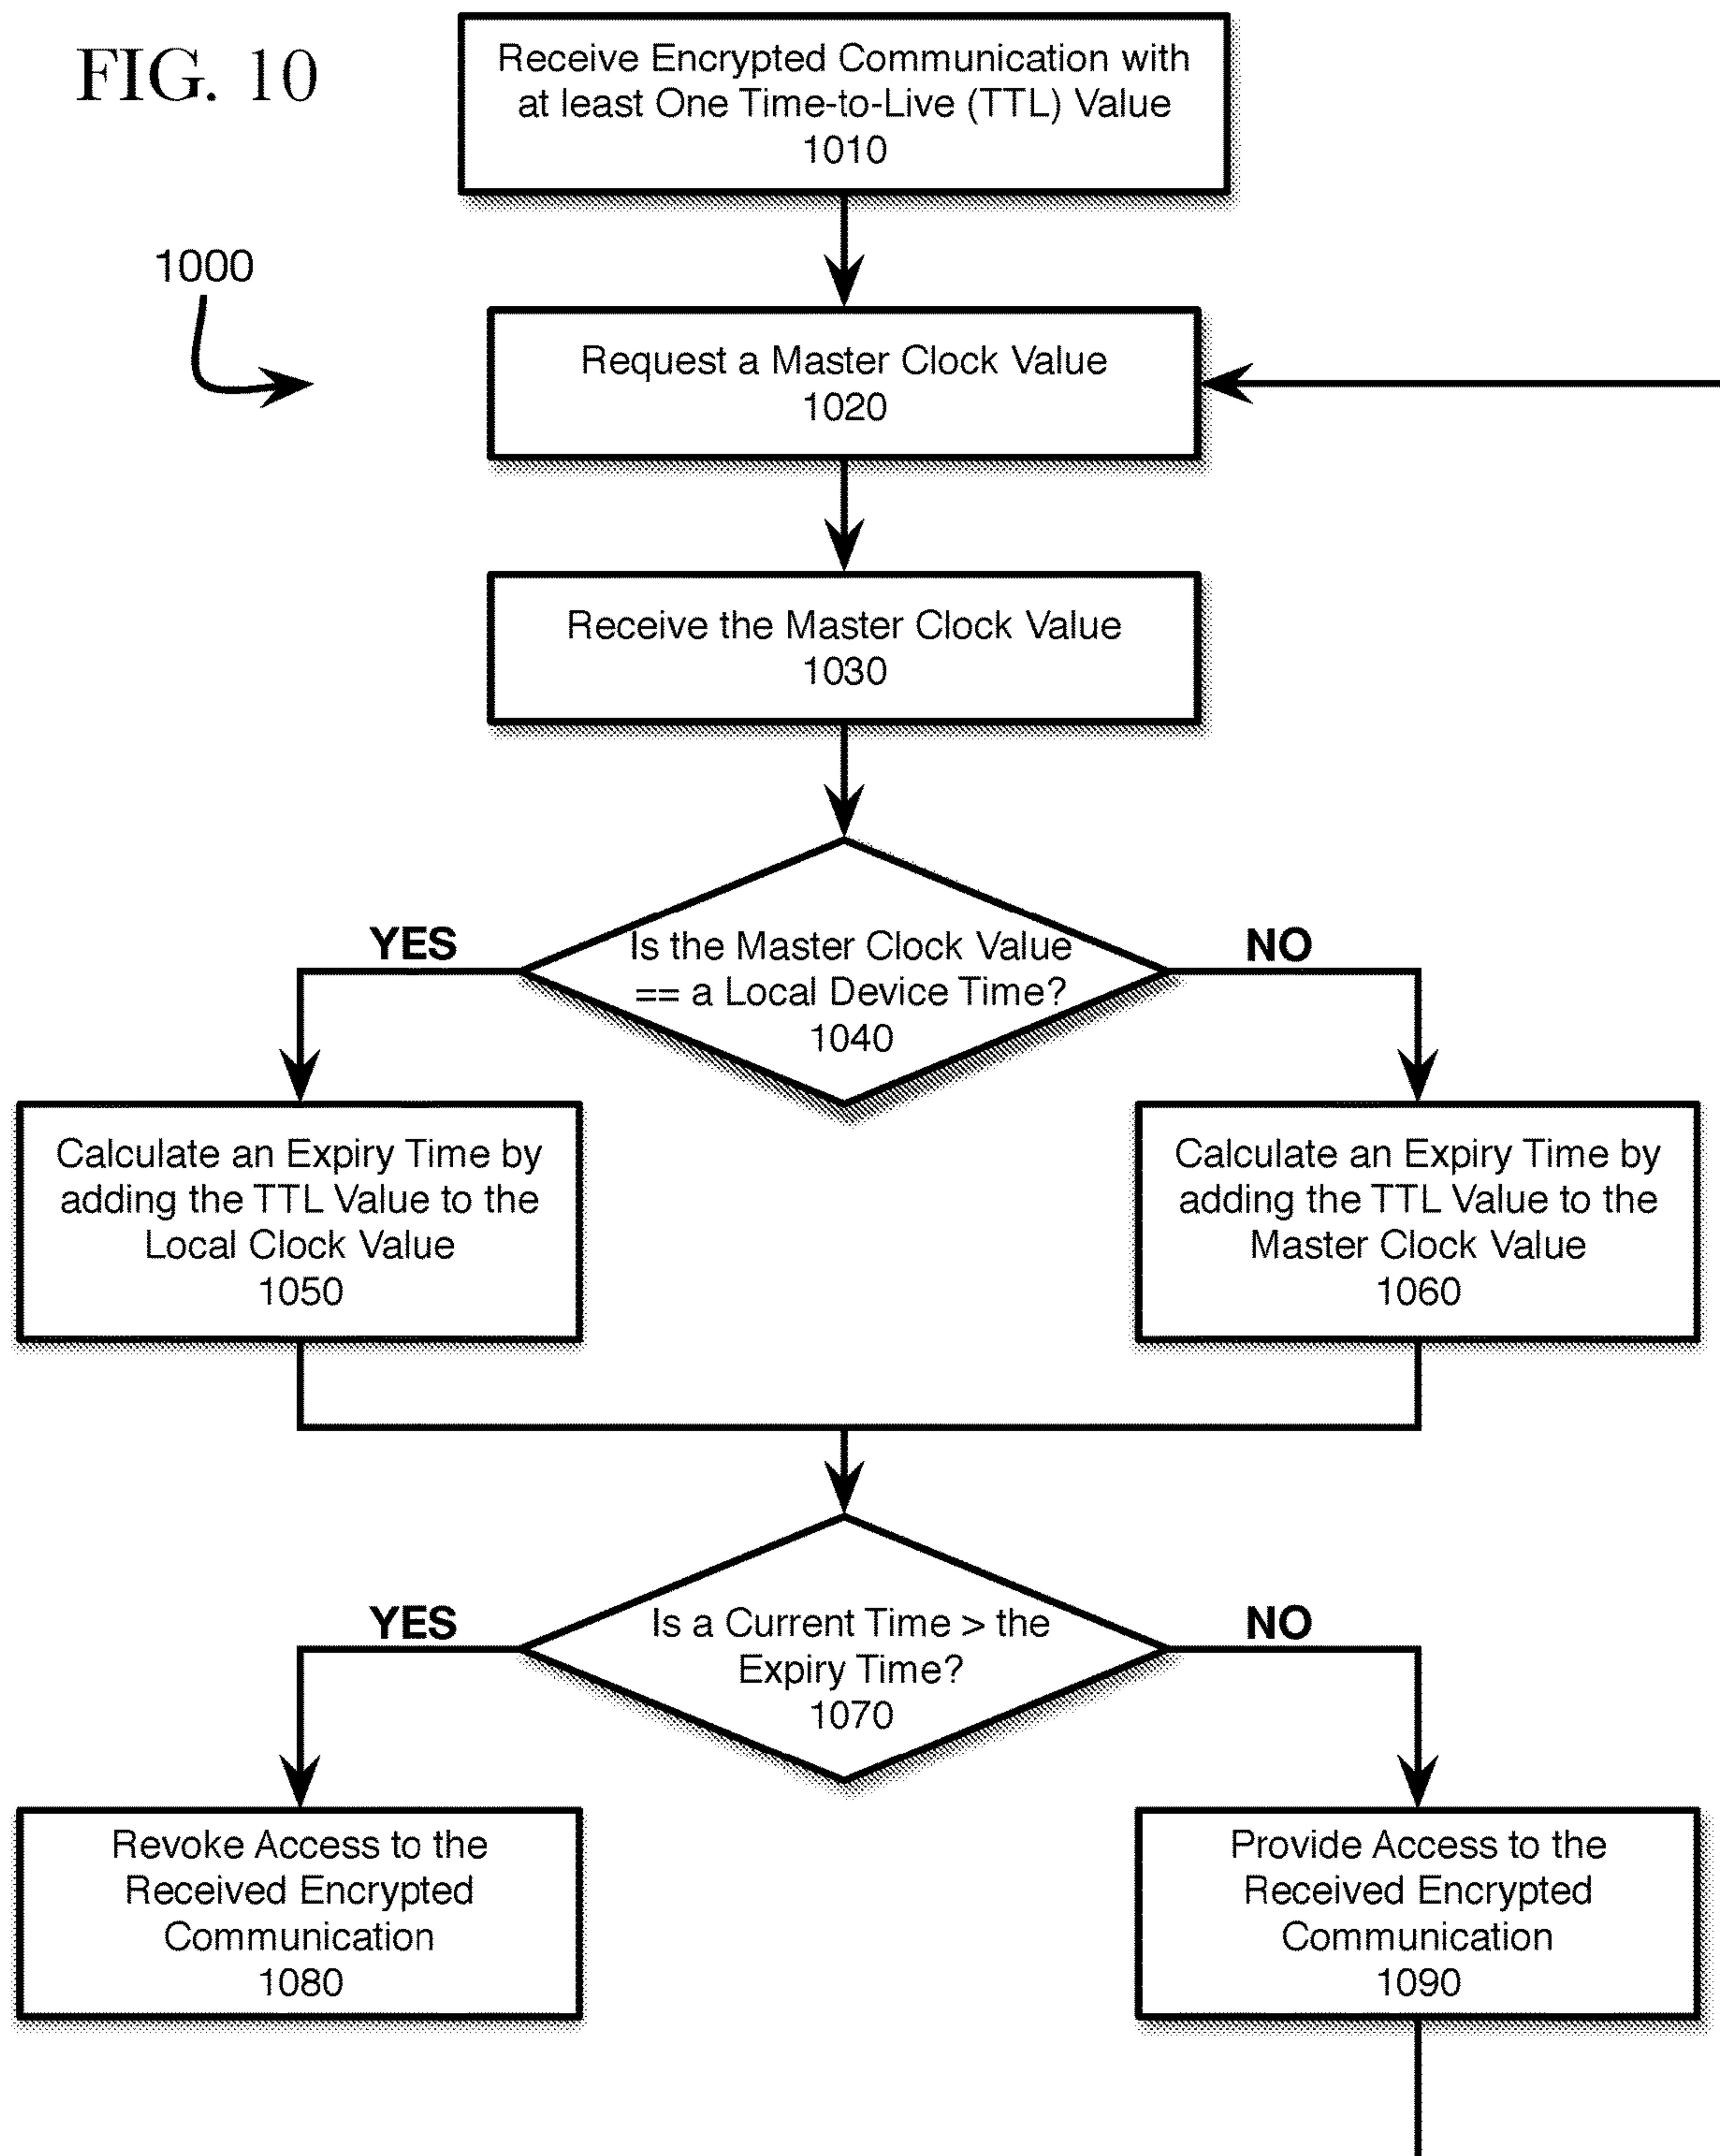 FIG. 10
Receive Encrypted Communication with
at least One Time-to-Live (TTL) Value
1010
1000
Request a Master Clock Value
1020
Receive the Master Clock Value
1030
Is the Master Clock Value
== a Local Device Time?
1040
YES
NO
Calculate an Expiry Time by
adding the TTL Value to the
Local Clock Value
1050
Calculate an Expiry Time by
adding the TTL Value to the
Master Clock Value
1060
Is a Current Time > the
Expiry Time?
1070
YES
NO
Revoke Access to the
Received Encrypted
Communication
1080
Provide Access to the
Received Encrypted
Communication
1090